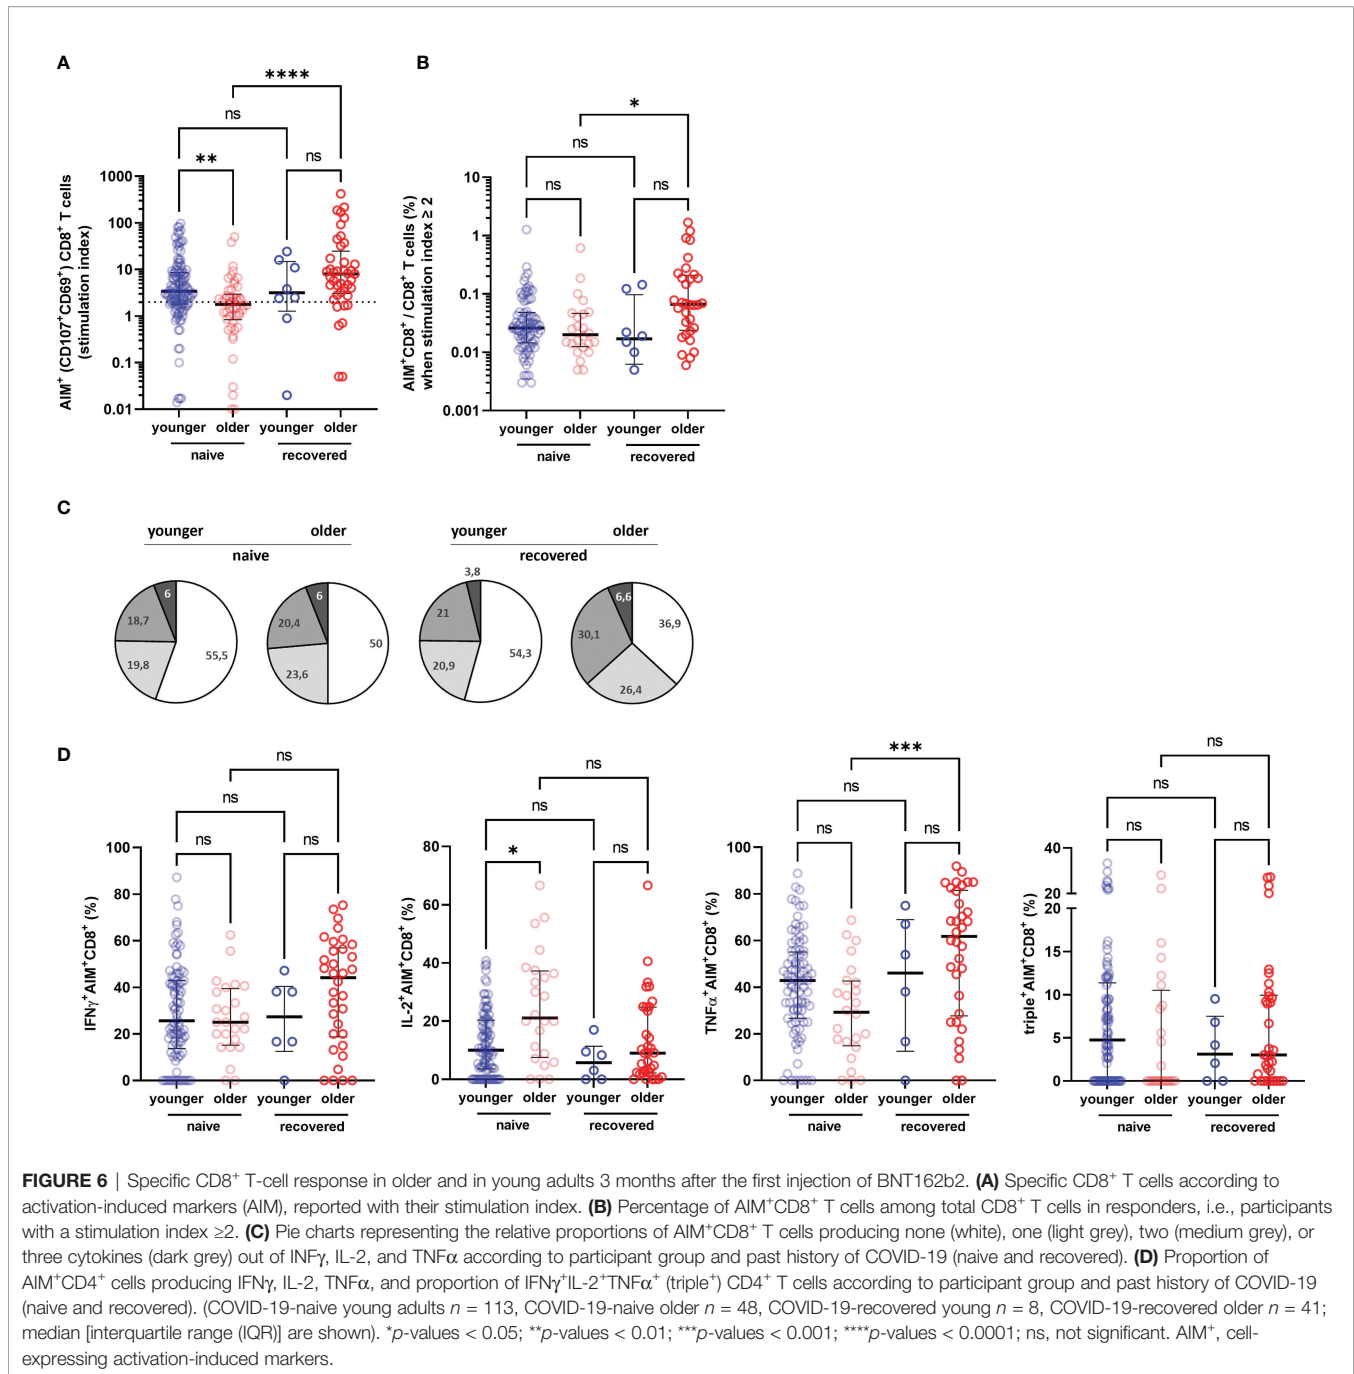 A
B
****
*
ns
ns
**
ns
ns
ns
AIM⁺ (CD107⁺CD69⁺) CD8⁺ T cells
(stimulation index)
1000
100
10
1
0.1
0.01
younger older younger older
naive recovered
AIM⁺CD8⁺ / CD8⁺ T cells (%)
when stimulation index ≥ 2
10
1
0.1
0.01
0.001
younger older younger older
naive recovered
C
younger older younger older
naive recovered
6
18,7
19,8
55,5
6
20,4
23,6
50
3,8
21
20,9
54,3
6,6
30,1
26,4
36,9
D
ns
ns
ns
ns
IFNγ⁺AIM⁺CD8⁺ (%)
100
80
60
40
20
0
younger older younger older
naive recovered
ns
ns
*
ns
IL-2⁺AIM⁺CD8⁺ (%)
80
60
40
20
0
younger older younger older
naive recovered
***
ns
ns
ns
TNFα⁺AIM⁺CD8⁺ (%)
100
80
60
40
20
0
younger older younger older
naive recovered
ns
ns
ns
ns
triple⁺AIM⁺CD8⁺ (%)
40
20
20
15
10
5
0
younger older younger older
naive recovered
FIGURE 6 | Specific CD8⁺ T-cell response in older and in young adults 3 months after the first injection of BNT162b2. (A) Specific CD8⁺ T cells according to
activation-induced markers (AIM), reported with their stimulation index. (B) Percentage of AIM⁺CD8⁺ T cells among total CD8⁺ T cells in responders, i.e., participants
with a stimulation index ≥2. (C) Pie charts representing the relative proportions of AIM⁺CD8⁺ T cells producing none (white), one (light grey), two (medium grey), or
three cytokines (dark grey) out of INFγ, IL-2, and TNFα according to participant group and past history of COVID-19 (naive and recovered). (D) Proportion of
AIM⁺CD4⁺ cells producing IFNγ, IL-2, TNFα, and proportion of IFNγ⁺IL-2⁺TNFα⁺ (triple⁺) CD4⁺ T cells according to participant group and past history of COVID-19
(naive and recovered). (COVID-19-naive young adults n = 113, COVID-19-naive older n = 48, COVID-19-recovered young n = 8, COVID-19-recovered older n = 41;
median [interquartile range (IQR)] are shown). *p-values < 0.05; **p-values < 0.01; ***p-values < 0.001; ****p-values < 0.0001; ns, not significant. AIM⁺, cell-
expressing activation-induced markers.